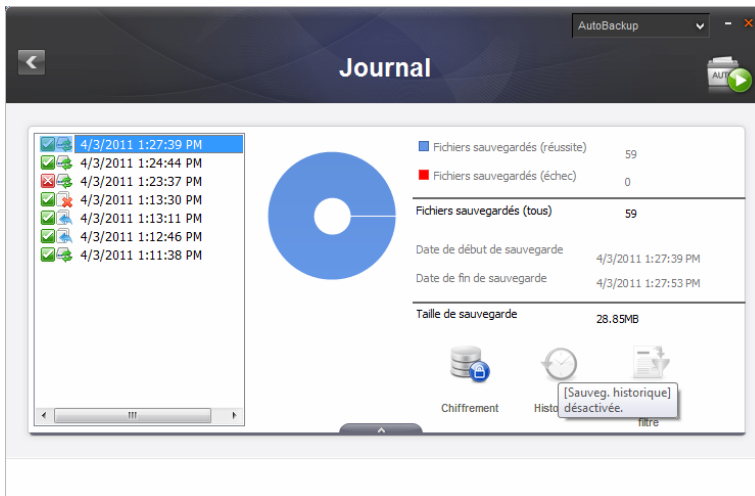 AutoBackup
Journal
AUT
4/3/2011 1:27:39 PM
4/3/2011 1:24:44 PM
4/3/2011 1:23:37 PM
4/3/2011 1:13:30 PM
4/3/2011 1:13:11 PM
4/3/2011 1:12:46 PM
4/3/2011 1:11:38 PM
Fichiers sauvegardés (réussite) 59
Fichiers sauvegardés (échec) 0
Fichiers sauvegardés (tous) 59
Date de début de sauvegarde 4/3/2011 1:27:39 PM
Date de fin de sauvegarde 4/3/2011 1:27:53 PM
Taille de sauvegarde 28.85MB
[Sauveg. historique]
désactivée.
Chiffrement
Histo
filtre